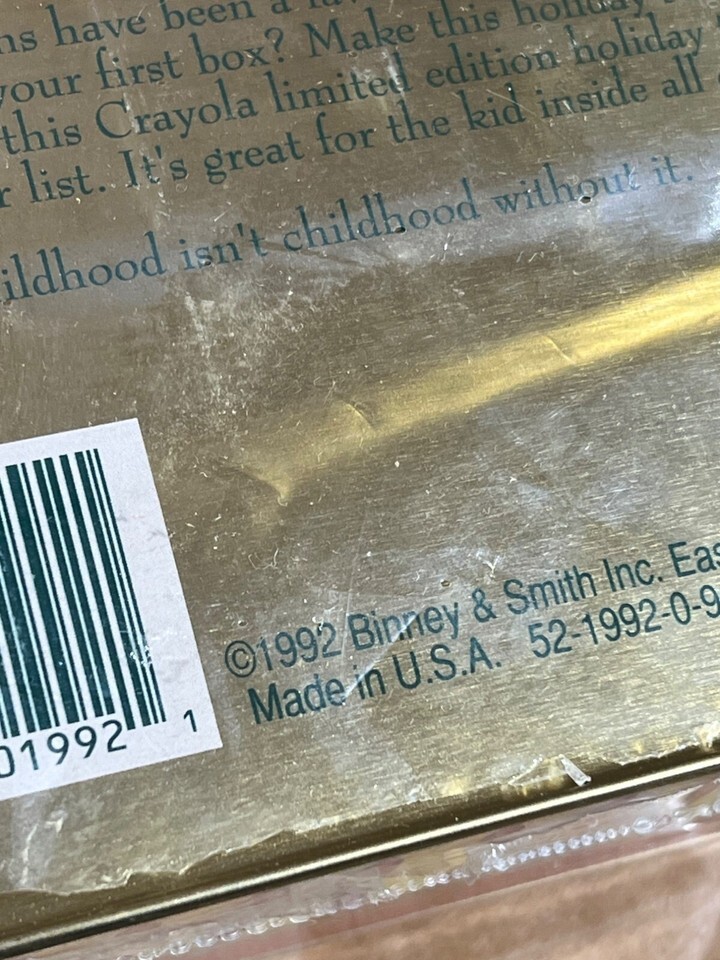 have been a
your first box? Make this holiday
this Crayola limited edition holiday
list. It's great for the kid inside all
ildhood isn't childhood without it.
01992 1
©1992 Binney & Smith Inc. Eas
Made in U.S.A. 52-1992-0-9